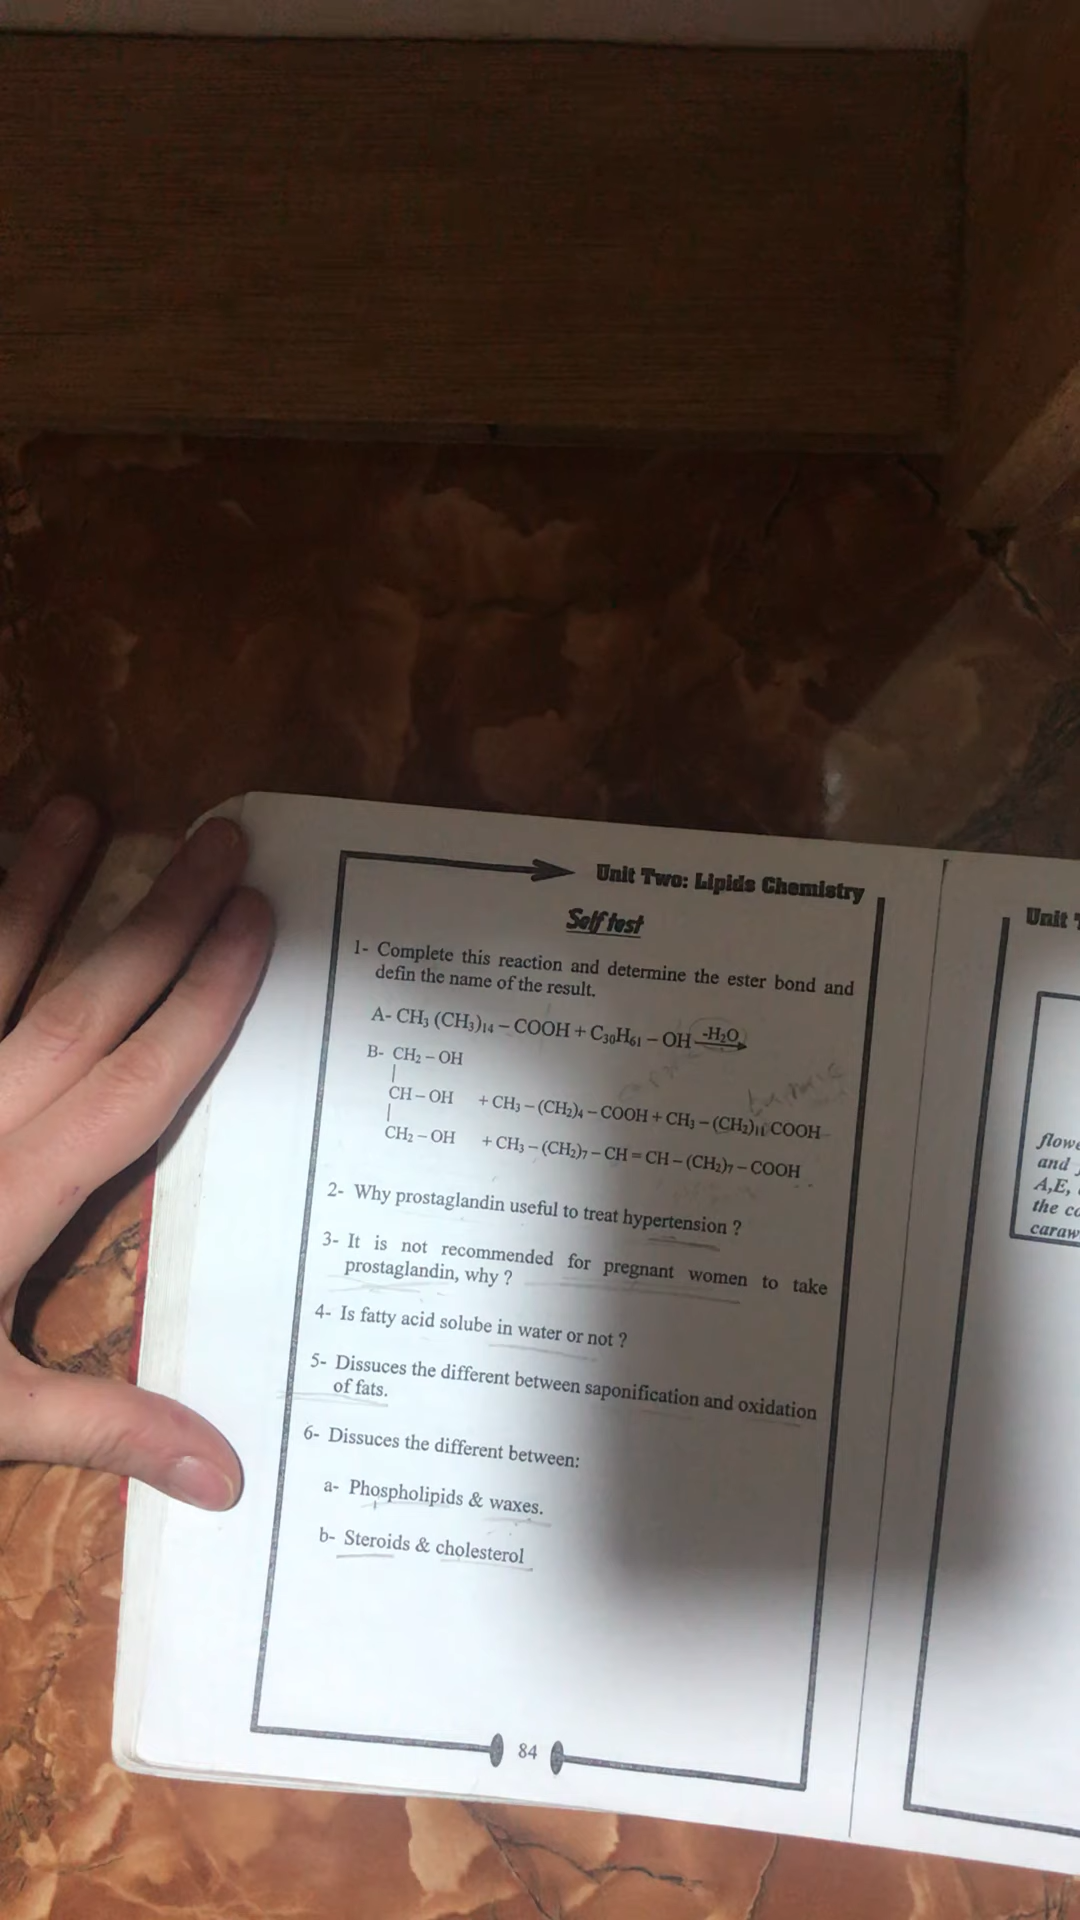 Unit Two: Lipids Chemistry
Self test
1- Complete this reaction and determine the ester bond and
defin the name of the result.
A- CH₃ (CH₃)₁₄ – COOH + C₃₀H₆₁ – OH -H₂O
B- CH₂ – OH
|
CH – OH + CH₃ – (CH₂)₄ – COOH + CH₃ – (CH₂)₁₁ COOH
|
CH₂ – OH + CH₃ – (CH₂)₇ – CH = CH – (CH₂)₇ – COOH
2- Why prostaglandin useful to treat hypertension ?
3- It is not recommended for pregnant women to take
prostaglandin, why ?
4- Is fatty acid solube in water or not ?
5- Dissuces the different between saponification and oxidation
of fats.
6- Dissuces the different between:
a- Phospholipids & waxes.
b- Steroids & cholesterol
84
Unit
flowe
and
A,E,
the co
caraw